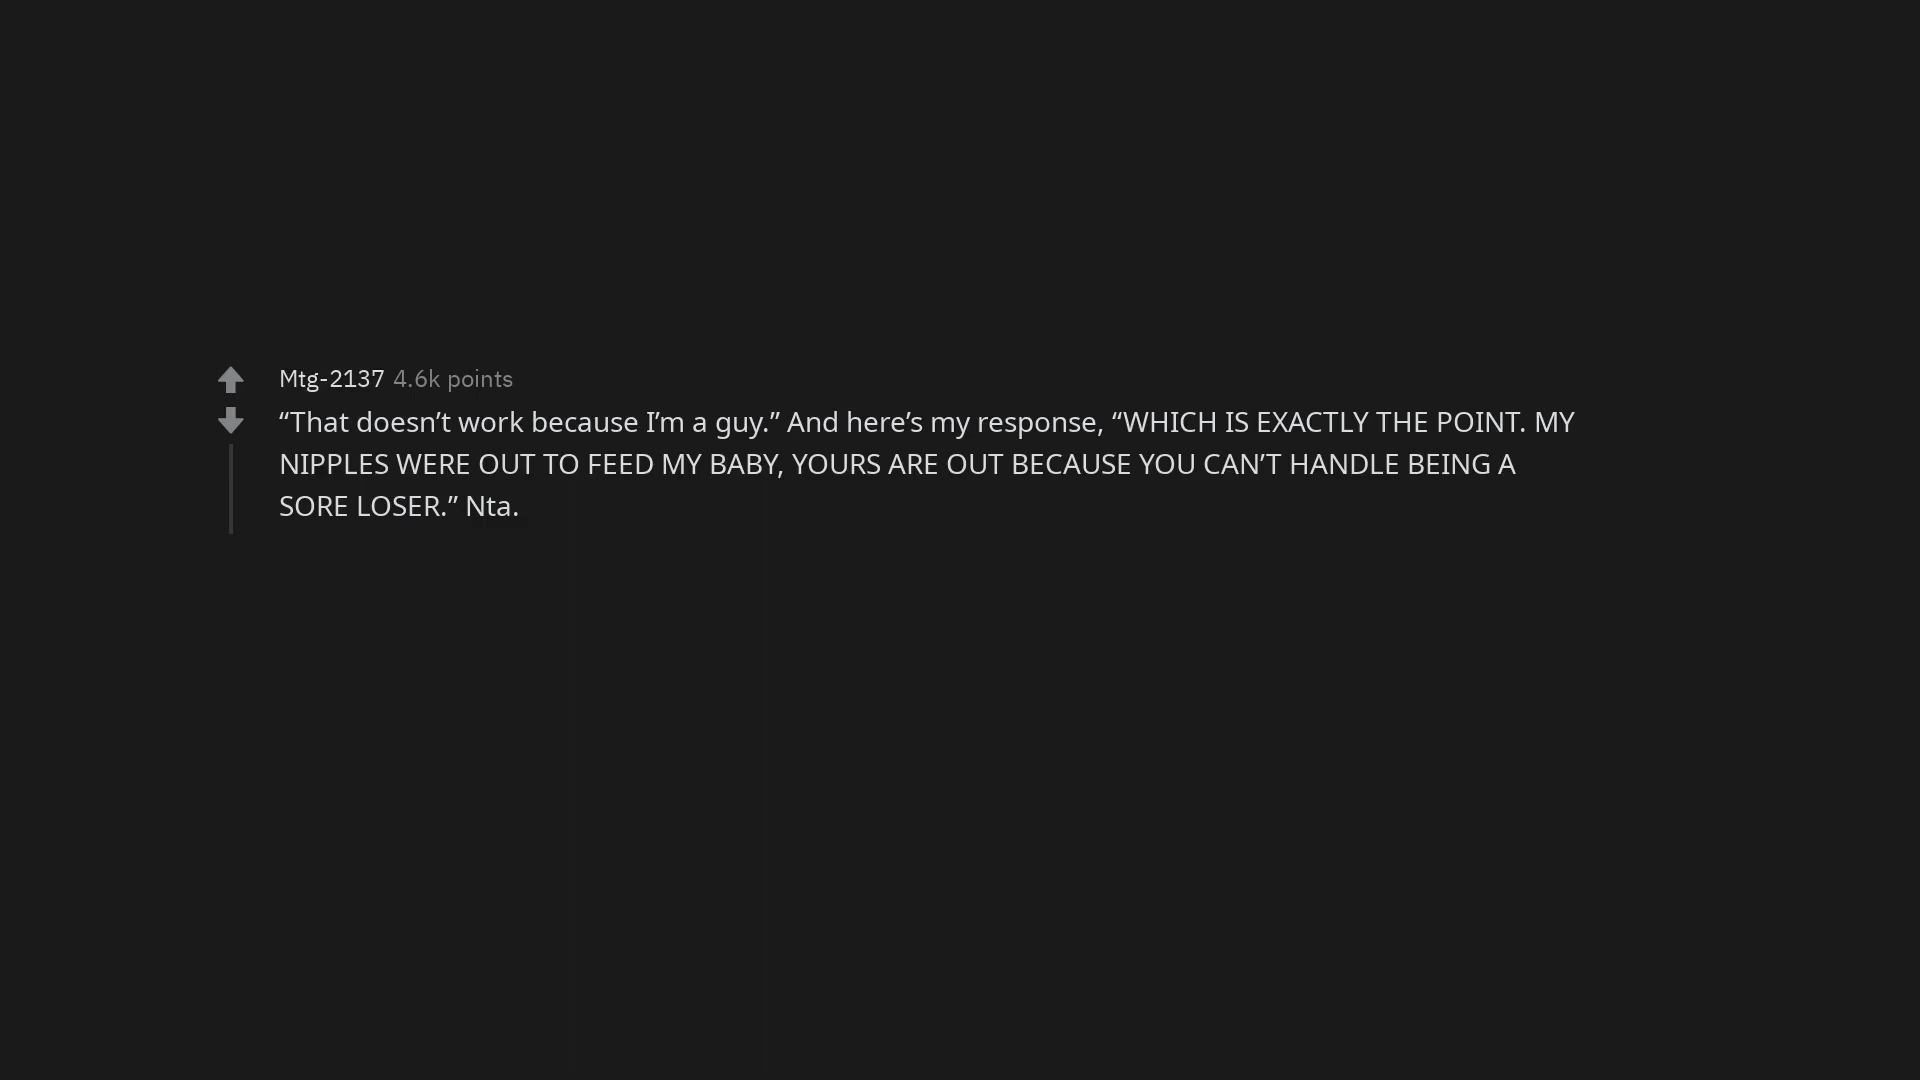 Mtg-2137 4.6k points
“That doesn’t work because I’m a guy.” And here’s my response, “WHICH IS EXACTLY THE POINT. MY
NIPPLES WERE OUT TO FEED MY BABY, YOURS ARE OUT BECAUSE YOU CAN’T HANDLE BEING A
SORE LOSER.” Nta.